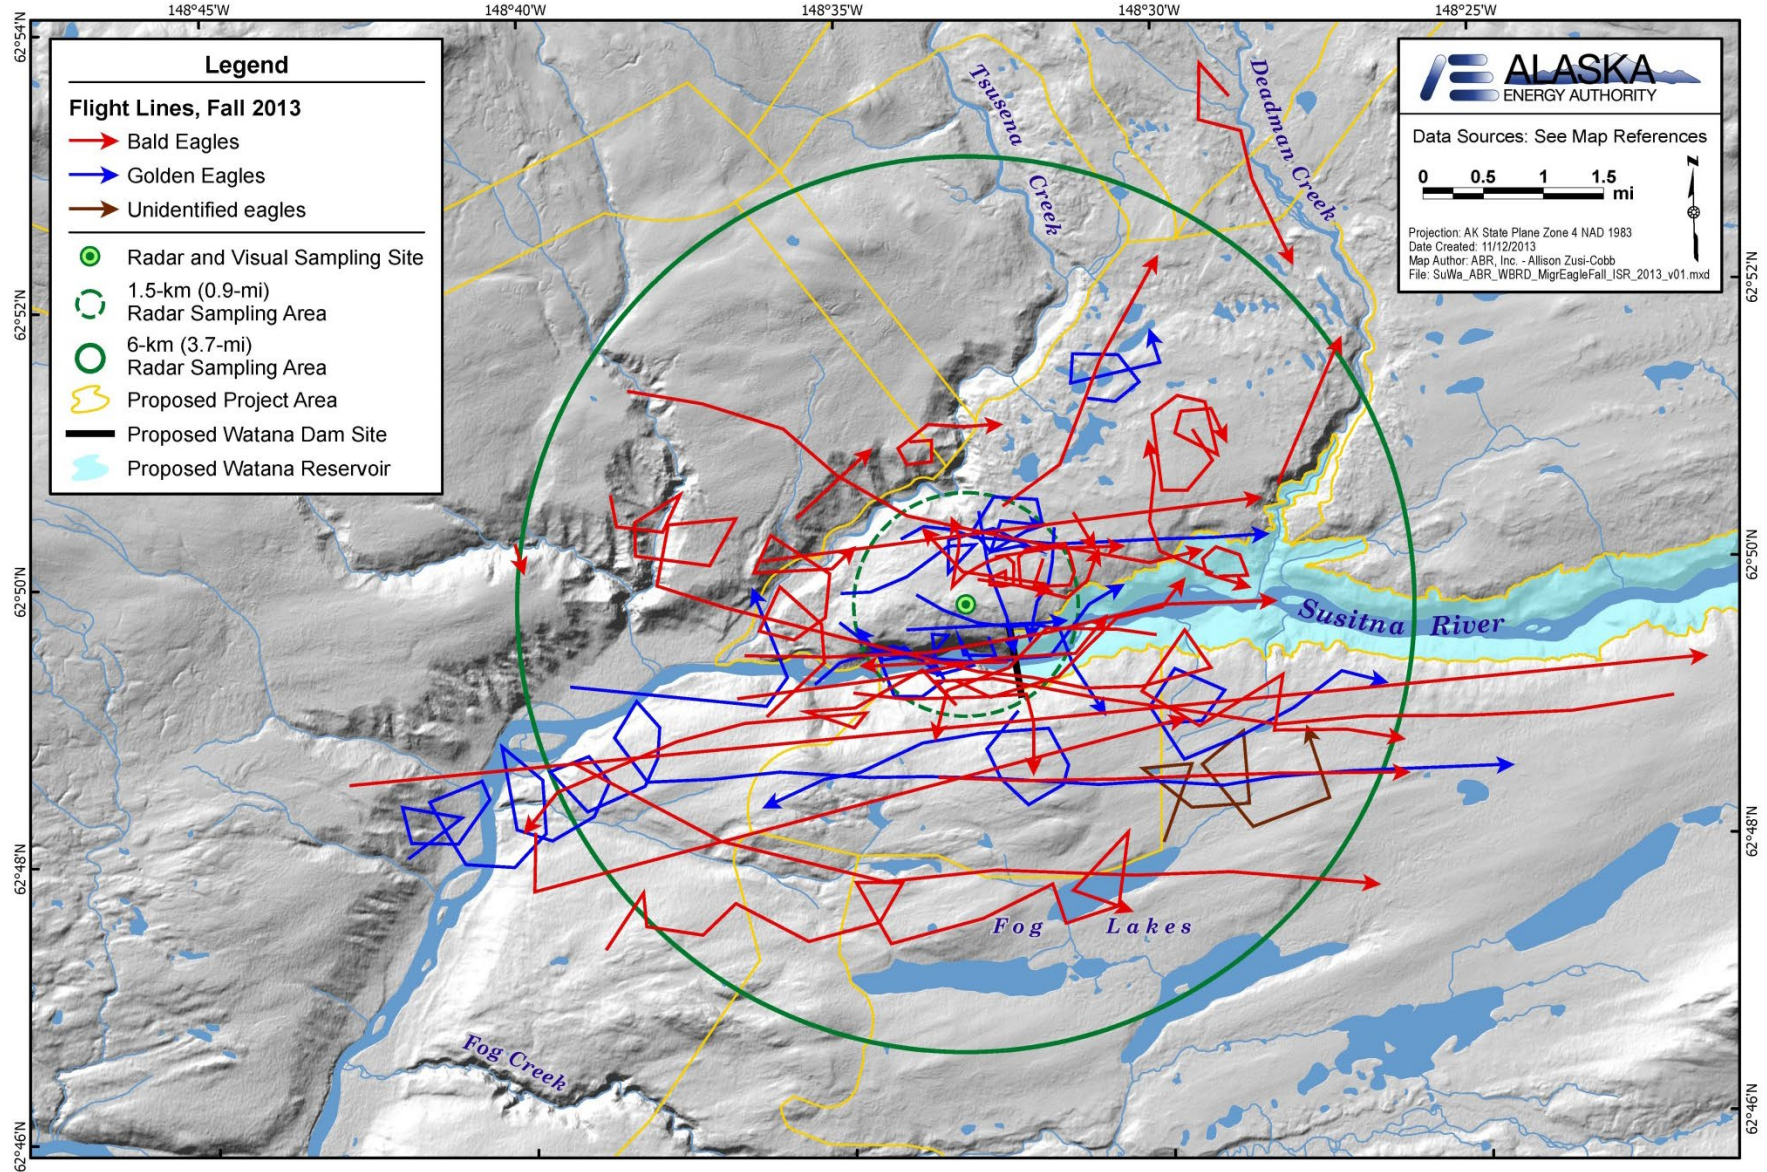 148°45'W
148°40'W
148°35'W
148°30'W
148°25'W
62°54'N
62°52'N
62°50'N
62°48'N
62°46'N
Legend
Flight Lines, Fall 2013
Bald Eagles
Golden Eagles
Unidentified eagles
Radar and Visual Sampling Site
1.5-km (0.9-mi)
Radar Sampling Area
6-km (3.7-mi)
Radar Sampling Area
Proposed Project Area
Proposed Watana Dam Site
Proposed Watana Reservoir
Tsusena
Creek
Deadman Creek
Susitna River
Fog Lakes
Fog Creek
ALASKA
ENERGY AUTHORITY
Data Sources: See Map References
0 0.5 1 1.5
mi
N
Projection: AK State Plane Zone 4 NAD 1983
Date Created: 11/12/2013
Map Author: ABR, Inc. - Allison Zusi-Cobb
File: SuWa_ABR_WBRD_MigrEagleFall_ISR_2013_v01.mxd
62°52'N
62°50'N
62°48'N
62°46'N